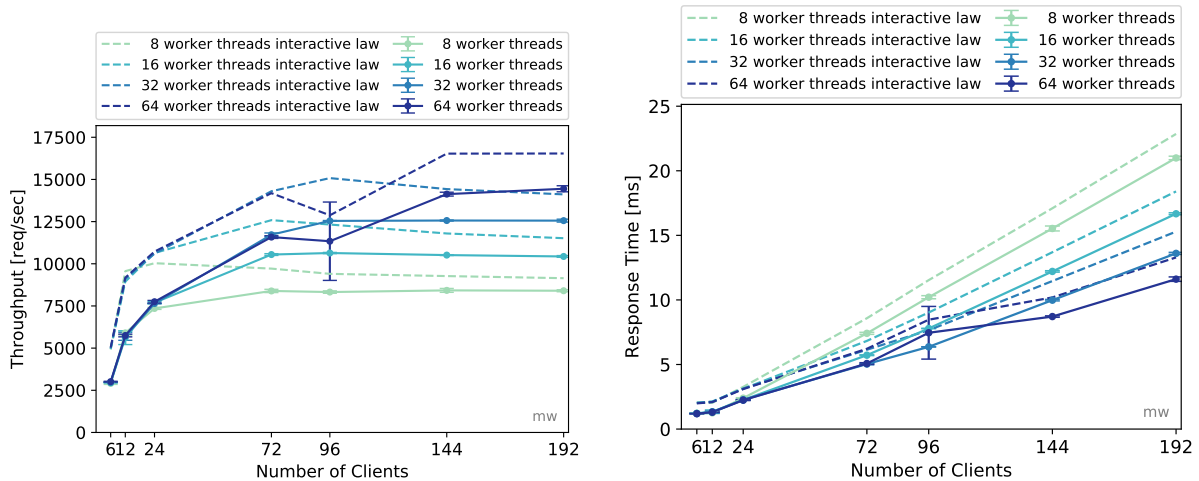 8 worker threads interactive law 8 worker threads
16 worker threads interactive law 16 worker threads
32 worker threads interactive law 32 worker threads
64 worker threads interactive law 64 worker threads
17500
15000
12500
10000
7500
5000
2500
0
Throughput [req/sec]
mw
6 12 24 72 96 144 192
Number of Clients
8 worker threads interactive law 8 worker threads
16 worker threads interactive law 16 worker threads
32 worker threads interactive law 32 worker threads
64 worker threads interactive law 64 worker threads
25
20
15
10
5
0
Response Time [ms]
mw
6 12 24 72 96 144 192
Number of Clients